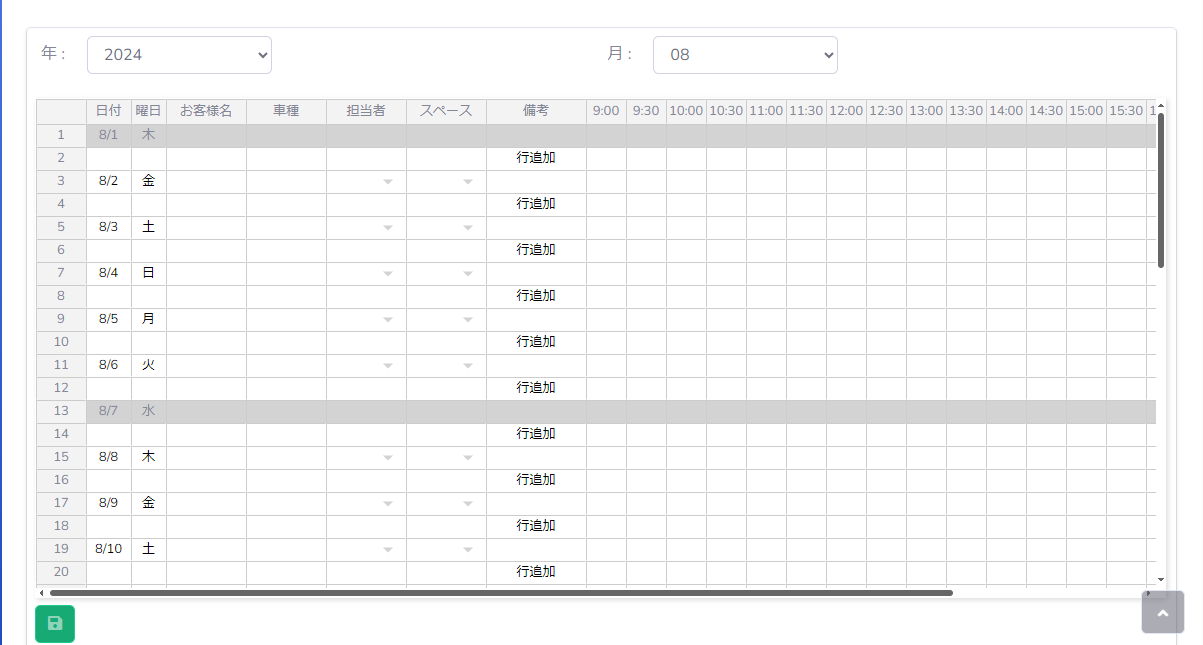 年 : 2024 月 : 08
日付 曜日 お客様名 車種 担当者 スペース 備考 9:00 9:30 10:00 10:30 11:00 11:30 12:00 12:30 13:00 13:30 14:00 14:30 15:00 15:30
1 8/1 木
2 行追加
3 8/2 金
4 行追加
5 8/3 土
6 行追加
7 8/4 日
8 行追加
9 8/5 月
10 行追加
11 8/6 火
12 行追加
13 8/7 水
14 行追加
15 8/8 木
16 行追加
17 8/9 金
18 行追加
19 8/10 土
20 行追加